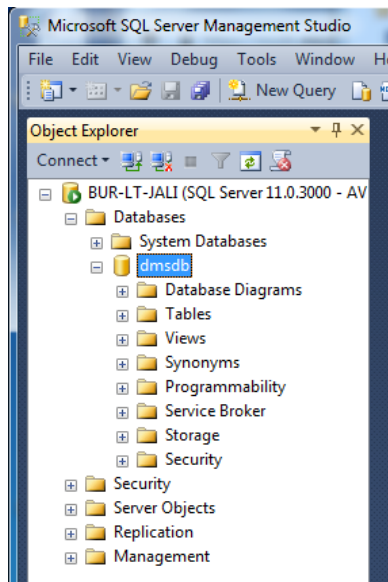 Microsoft SQL Server Management Studio
File Edit View Debug Tools Window
New Query
Object Explorer
Connect
BUR-LT-JALI (SQL Server 11.0.3000 - AV
Databases
System Databases
dmsdb
Database Diagrams
Tables
Views
Synonyms
Programmability
Service Broker
Storage
Security
Security
Server Objects
Replication
Management